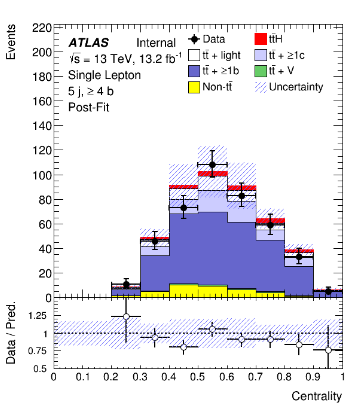 Events
220
200
180
160
140
120
100
80
60
40
20
0
ATLAS Internal
√s = 13 TeV, 13.2 fb⁻¹
Single Lepton
5 j, ≥ 4 b
Post-Fit
Data
tt̄H
tt̄ + light
tt̄ + ≥1c
tt̄ + ≥1b
tt̄ + V
Non-tt̄
Uncertainty
Data / Pred.
1.25
1
0.75
0.5
0 0.1 0.2 0.3 0.4 0.5 0.6 0.7 0.8 0.9 1
Centrality